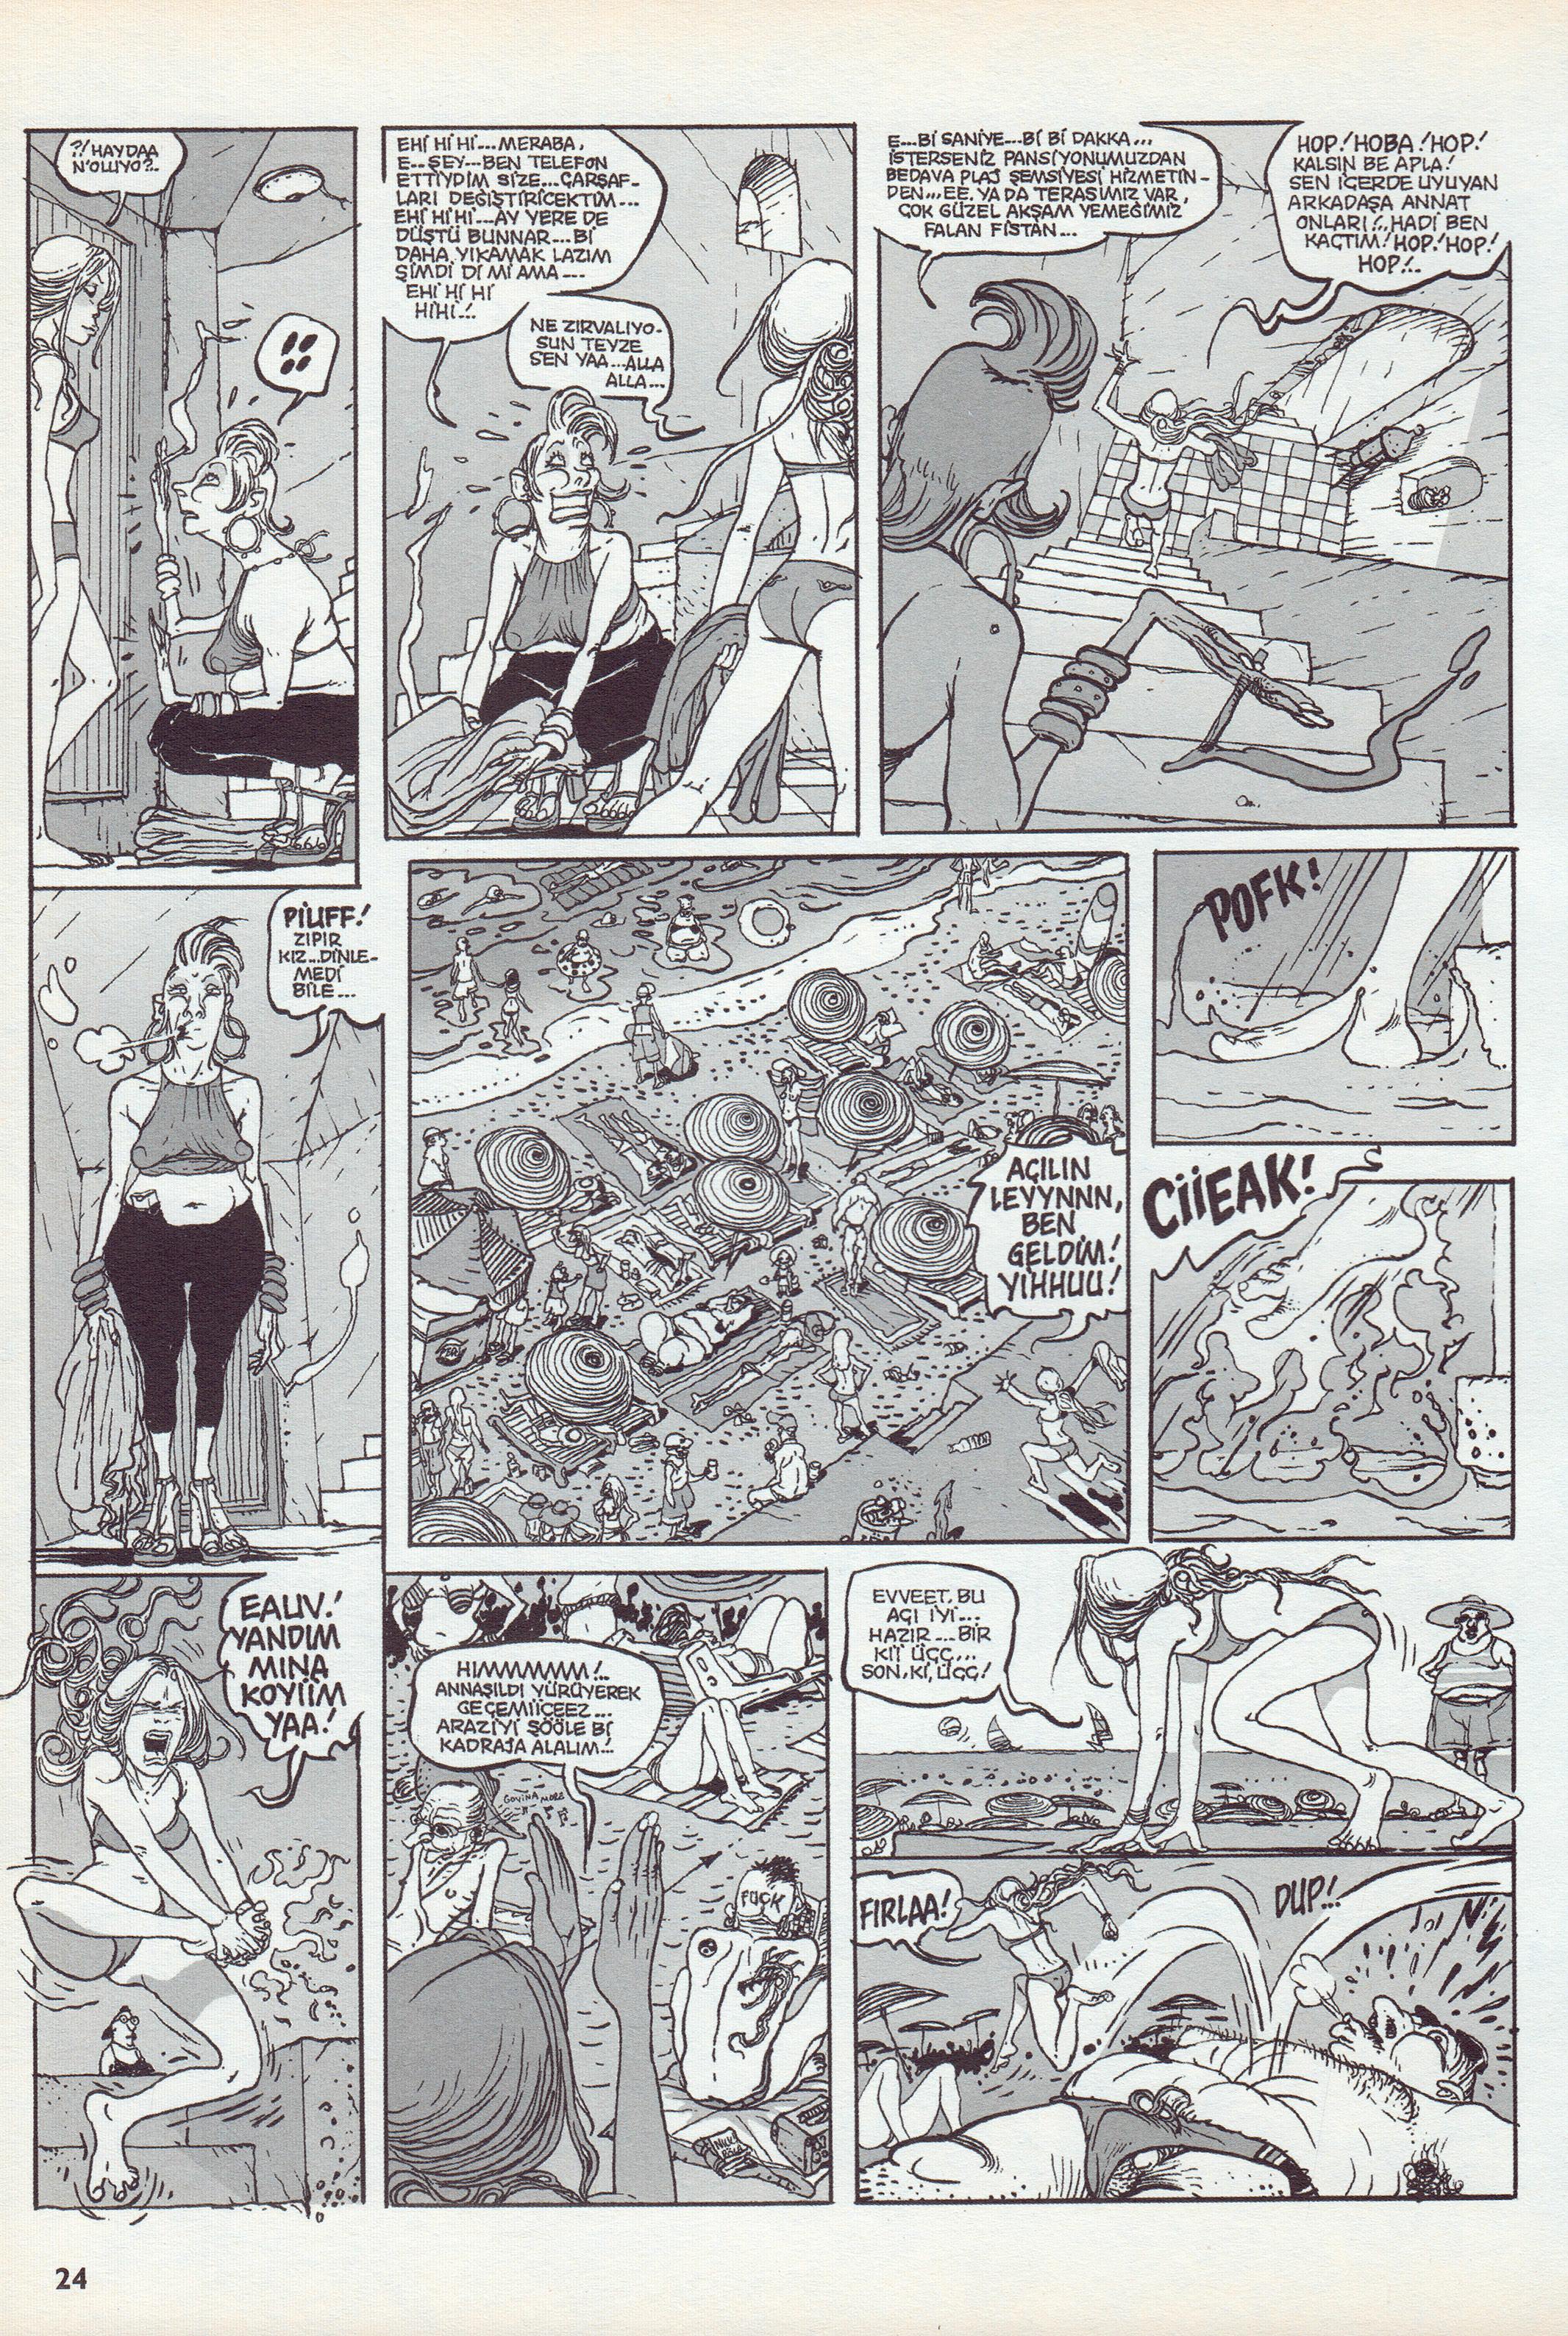 ?! HAYDAA
N'OLUYO?..
EHİ Hİ Hİ...MERABA,
E...ŞEY...BEN TELEFON
ETTİYDİM SİZE...ÇARŞAF-
LARI DEĞİŞTİRİCEKTİM...
EHİ Hİ Hİ...AY YERE DE
DÜŞTÜ BUNNAR...Bİ
DAHA YIKAMAK LAZIM
ŞİMDİ Dİ Mİ AMA...
EHİ Hİ Hİ
HİHİ..!
NE ZIRVALIYO-
SUN TEYZE
SEN YAA...ALLA
ALLA...
E...Bİ SANİYE...Bİ Bİ DAKKA...
İSTERSENİZ PANSİYONUMUZDAN
BEDAVA PLAJ ŞEMSİYESİ HİZMETİN-
DEN...EE. YA DA TERASIMIZ VAR,
ÇOK GÜZEL AKŞAM YEMEĞİMİZ
FALAN FİSTAN...
HOP! HOBA! HOP!
KALSIN BE APLA!
SEN İÇERDE UYUYAN
ARKADAŞA ANNAT
ONLARI!.. HADİ BEN
KAÇTIM! HOP! HOP!
HOP!..
PİUFF!
ZIPIR
KIZ...DİNLE-
MEDİ
BİLE...
AÇILIN
LEYYNNN,
BEN
GELDİM!
YİHHUU!
POFK!
CİİEAK!
EAUV!
YANDIM
MINA
KOYİİM
YAA!
HIMMMMM!..
ANNAŞILDI YÜRÜYEREK
GEÇEMİİCEEZ...
ARAZİYİ ŞÖÖLE Bİ
KADRAJA ALALIM!..
GOVINA MORE
FUCK
EVVEET, BU
AÇI İYİ...
HAZIR...BİR
Kİİ ÜÇÇ...
SON, Kİ, ÜÇÇ!
FIRLAA!
DUP!..
24